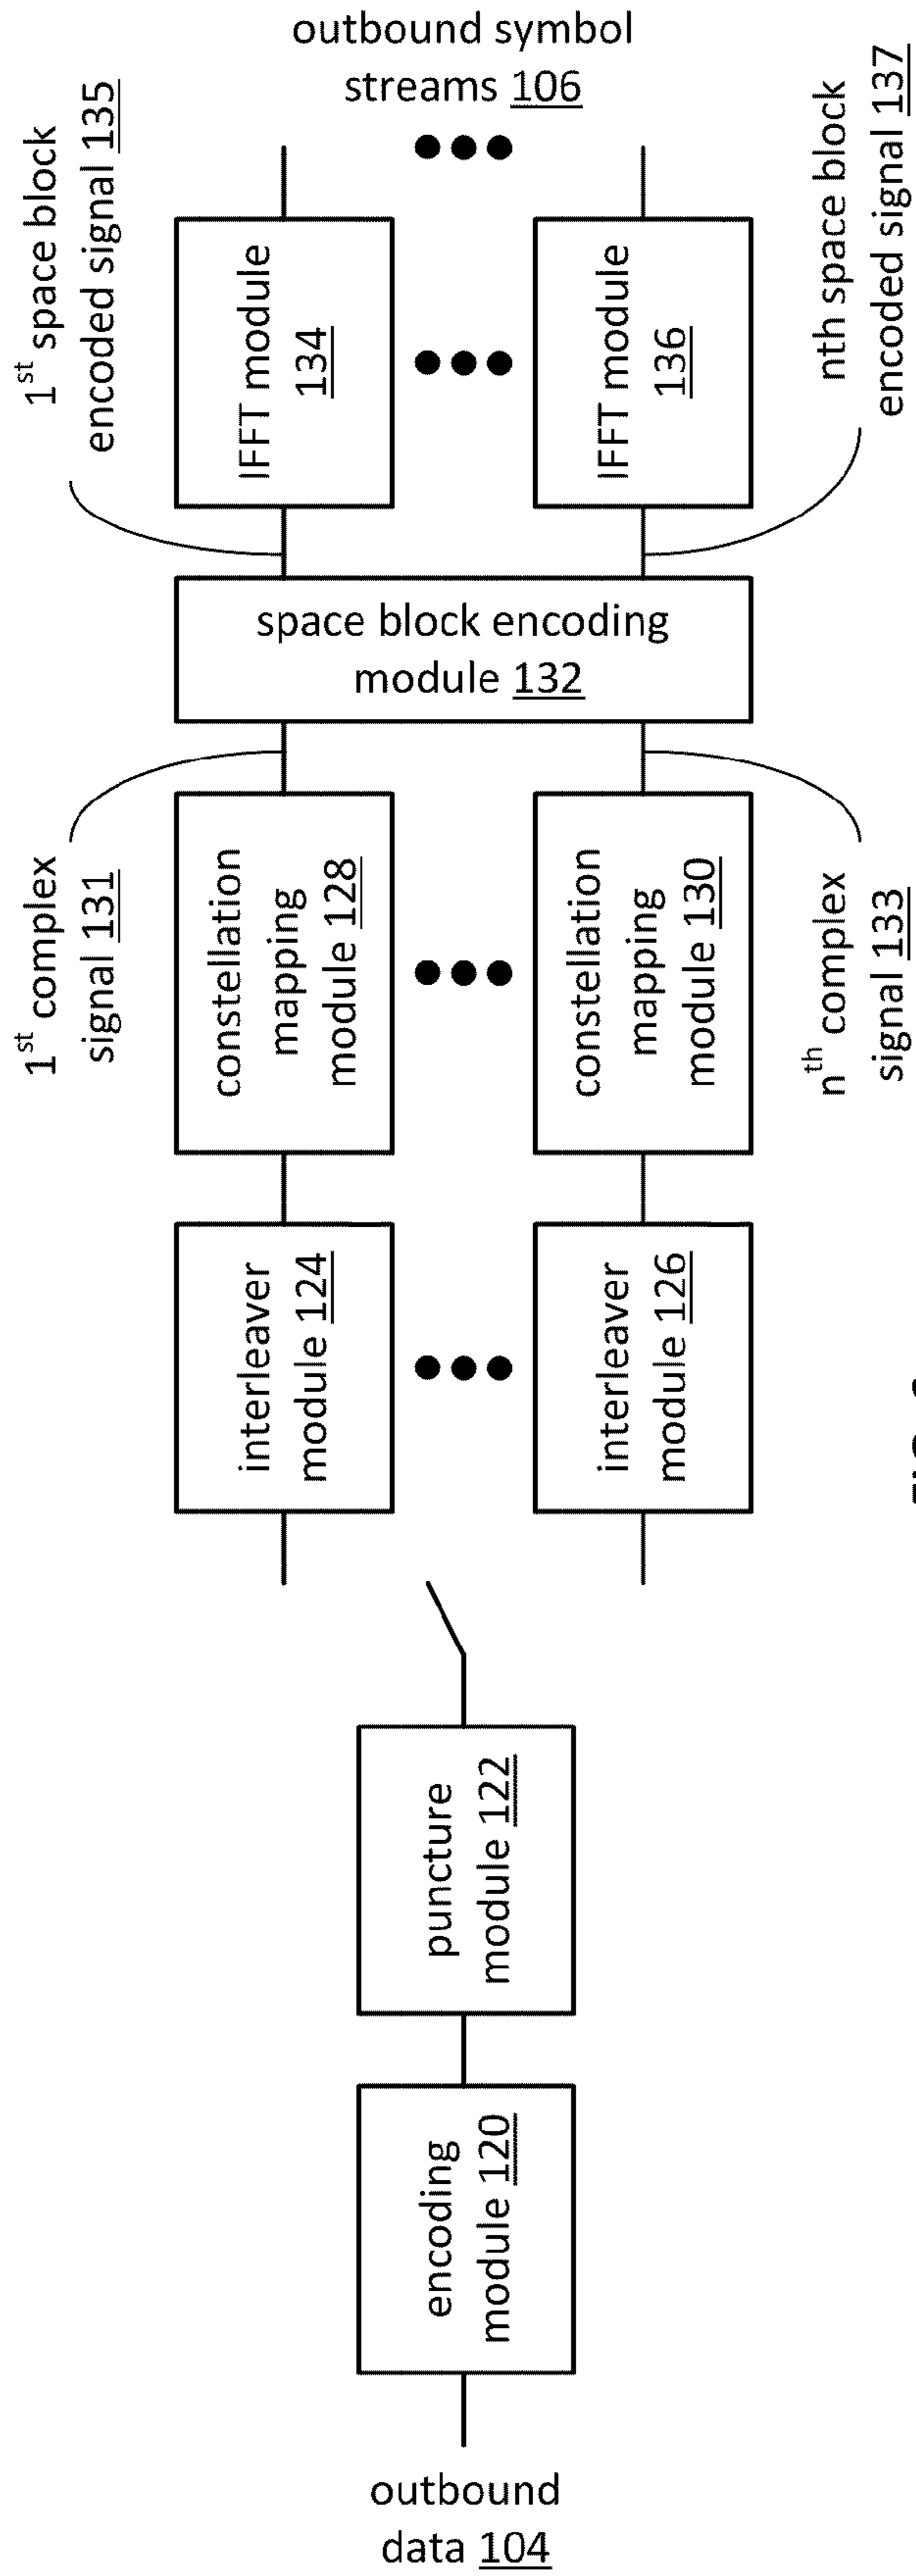 outbound
data 104
encoding
module 120
puncture
module 122
interleaver
module 124
interleaver
module 126
1st complex
signal 131
constellation
mapping
module 128
constellation
mapping
module 130
nth complex
signal 133
space block encoding
module 132
1st space block
encoded signal 135
IFFT module
134
IFFT module
136
nth space block
encoded signal 137
outbound symbol
streams 106